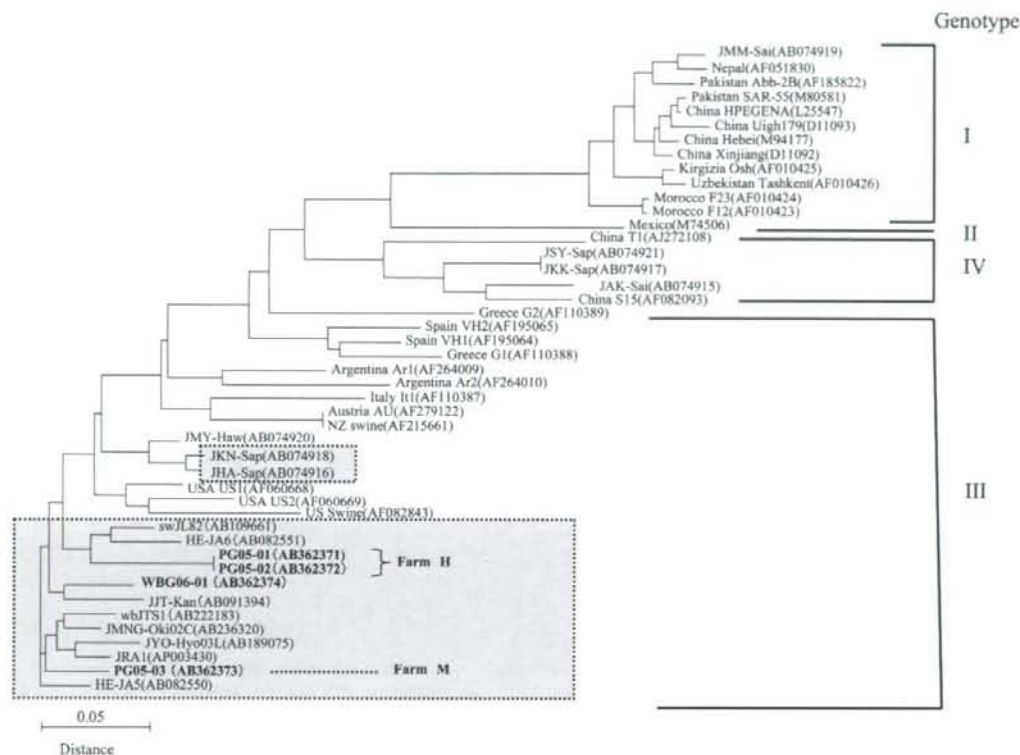 Genotype
JMM-Sai(AB074919)
Nepal(AF051830)
Pakistan Abb-2B(AF185822)
Pakistan SAR-55(M80581)
China HPEGENA(L25547)
China Uigh179(D11093)
I
China Hebei(M94177)
China Xinjiang(D11092)
Kirgizia Osh(AF010425)
Uzbekistan Tashkent(AF010426)
Morocco F23(AF010424)
Morocco F12(AF010423)
Mexico(M74506)
II
China T1(AJ272108)
JSY-Sap(AB074921)
IV
JKK-Sap(AB074917)
JAK-Sai(AB074915)
China S15(AF082093)
Greece G2(AF110389)
Spain VH2(AF195065)
Spain VH1(AF195064)
Greece G1(AF110388)
Argentina Ar1(AF264009)
Argentina Ar2(AF264010)
Italy It1(AF110387)
Austria AU(AF279122)
NZ swine(AF215661)
JMY-Haw(AB074920)
JKN-Sap(AB074918)
JHA-Sap(AB074916)
USA US1(AF060668)
III
USA US2(AF060669)
US Swine(AF082843)
swJL82(AB109661)
HE-JA6(AB082551)
PG05-01(AB362371)
Farm H
PG05-02(AB362372)
WBG06-01(AB362374)
JJT-Kan(AB091394)
wbJTS1(AB222183)
JMNG-Oki02C(AB236320)
JYO-Hyo03L(AB189075)
JRA1(AP003430)
PG05-03(AB362373) Farm M
HE-JA5(AB082550)
0.05
Distance